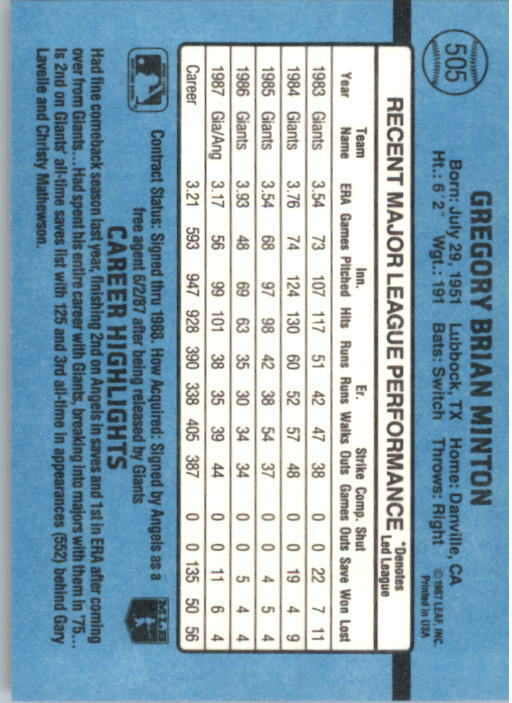 505
GREGORY BRIAN MINTON
Born: July 29, 1951 Lubbock, TX Home: Danville, CA
Ht.: 6' 2" Wgt.: 191 Bats: Switch Throws: Right
©1987 LEAF, INC.
Printed in USA
RECENT MAJOR LEAGUE PERFORMANCE *Denotes Led League
Year Team Name ERA Games Inn. Pitched Hits Runs Er. Runs Walks Strike Outs Comp. Games Shut Outs Save Won Lost
1983 Giants 3.54 73 107 117 51 42 47 38 0 0 22 7 11
1984 Giants 3.76 74 124 130 60 52 57 48 0 0 19 4 9
1985 Giants 3.54 68 97 98 42 38 54 37 0 0 4 5 4
1986 Giants 3.93 48 69 63 35 30 34 34 0 0 5 4 4
1987 Gia/Ang 3.17 56 99 101 38 35 39 44 0 0 11 6 4
Career 3.21 593 947 928 390 338 405 387 0 0 135 50 56
Contract Status: Signed thru 1988. How Acquired: Signed by Angels as a
free agent 6/2/87 after being released by Giants
MLB
CAREER HIGHLIGHTS
Had fine comeback season last year, finishing 2nd on Angels in saves and 1st in ERA after coming
over from Giants...Had spent his entire career with Giants, breaking into majors with them in '75...
Is 2nd on Giants' all-time saves list with 125 and 3rd all-time in appearances (552) behind Gary
Lavelle and Christy Mathewson.